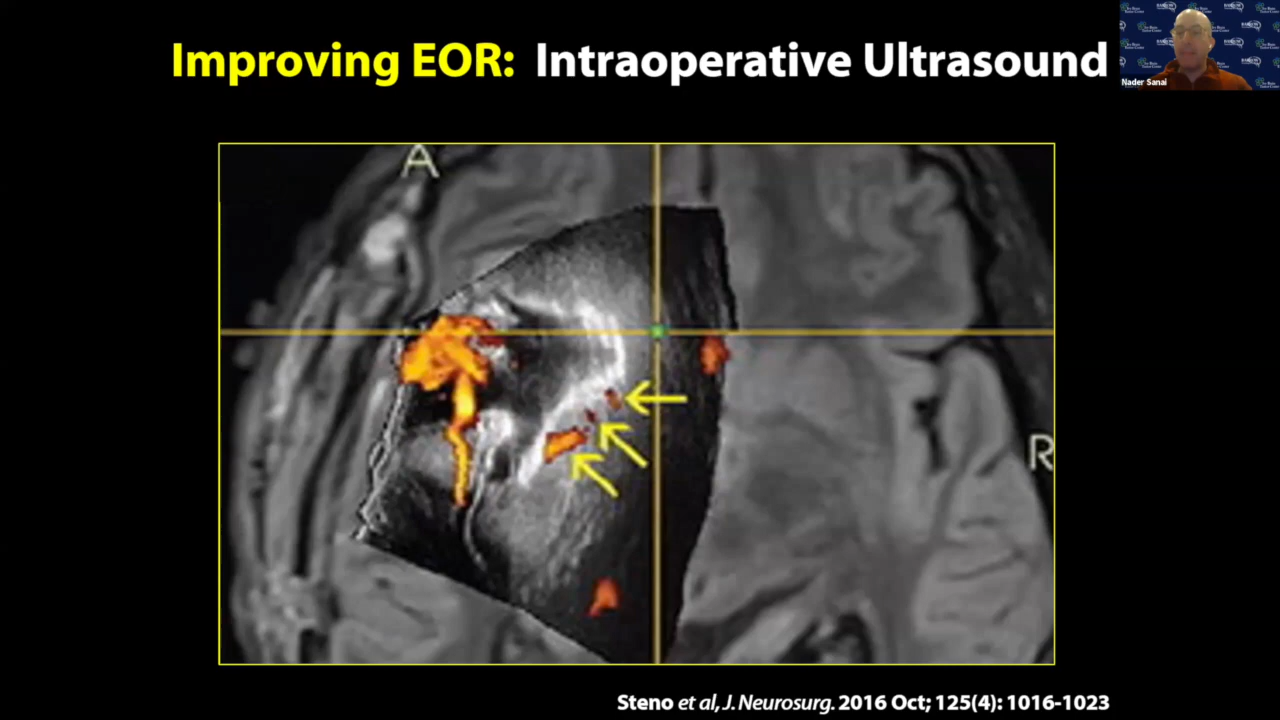 Improving EOR: Intraoperative Ultrasound
Nader Sanai
A
R
Steno et al, J. Neurosurg. 2016 Oct; 125(4): 1016-1023